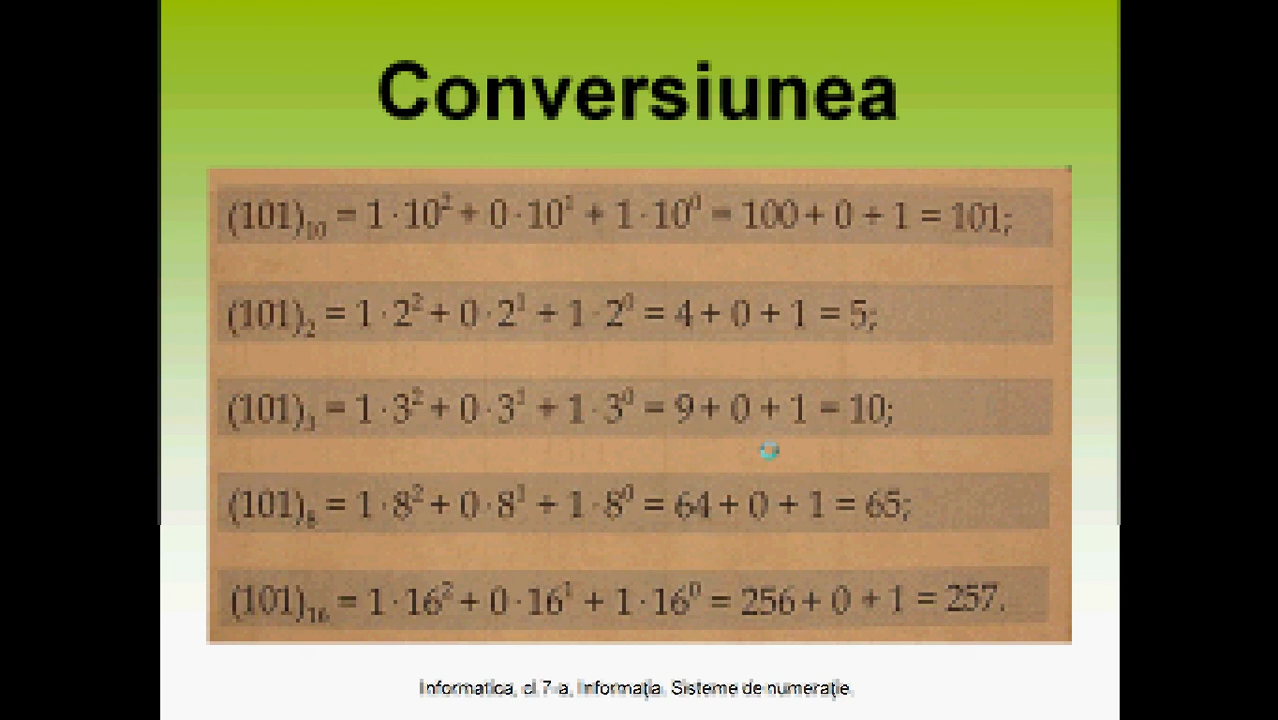 Conversiunea
(101)₁₀ = 1·10² + 0·10¹ + 1·10⁰ = 100 + 0 + 1 = 101;
(101)₂ = 1·2² + 0·2¹ + 1·2⁰ = 4 + 0 + 1 = 5;
(101)₃ = 1·3² + 0·3¹ + 1·3⁰ = 9 + 0 + 1 = 10;
(101)₈ = 1·8² + 0·8¹ + 1·8⁰ = 64 + 0 + 1 = 65;
(101)₁₆ = 1·16² + 0·16¹ + 1·16⁰ = 256 + 0 + 1 = 257.
Informatica, cl 7-a, Informaţia. Sisteme de numeraţie.